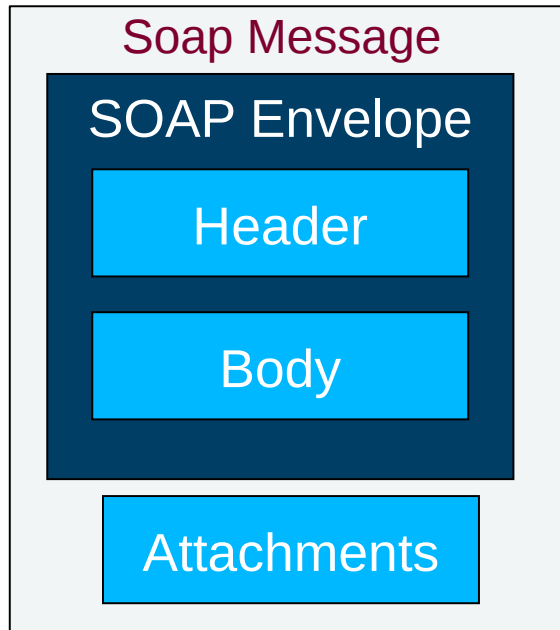 Soap Message
SOAP Envelope
Header
Body
Attachments